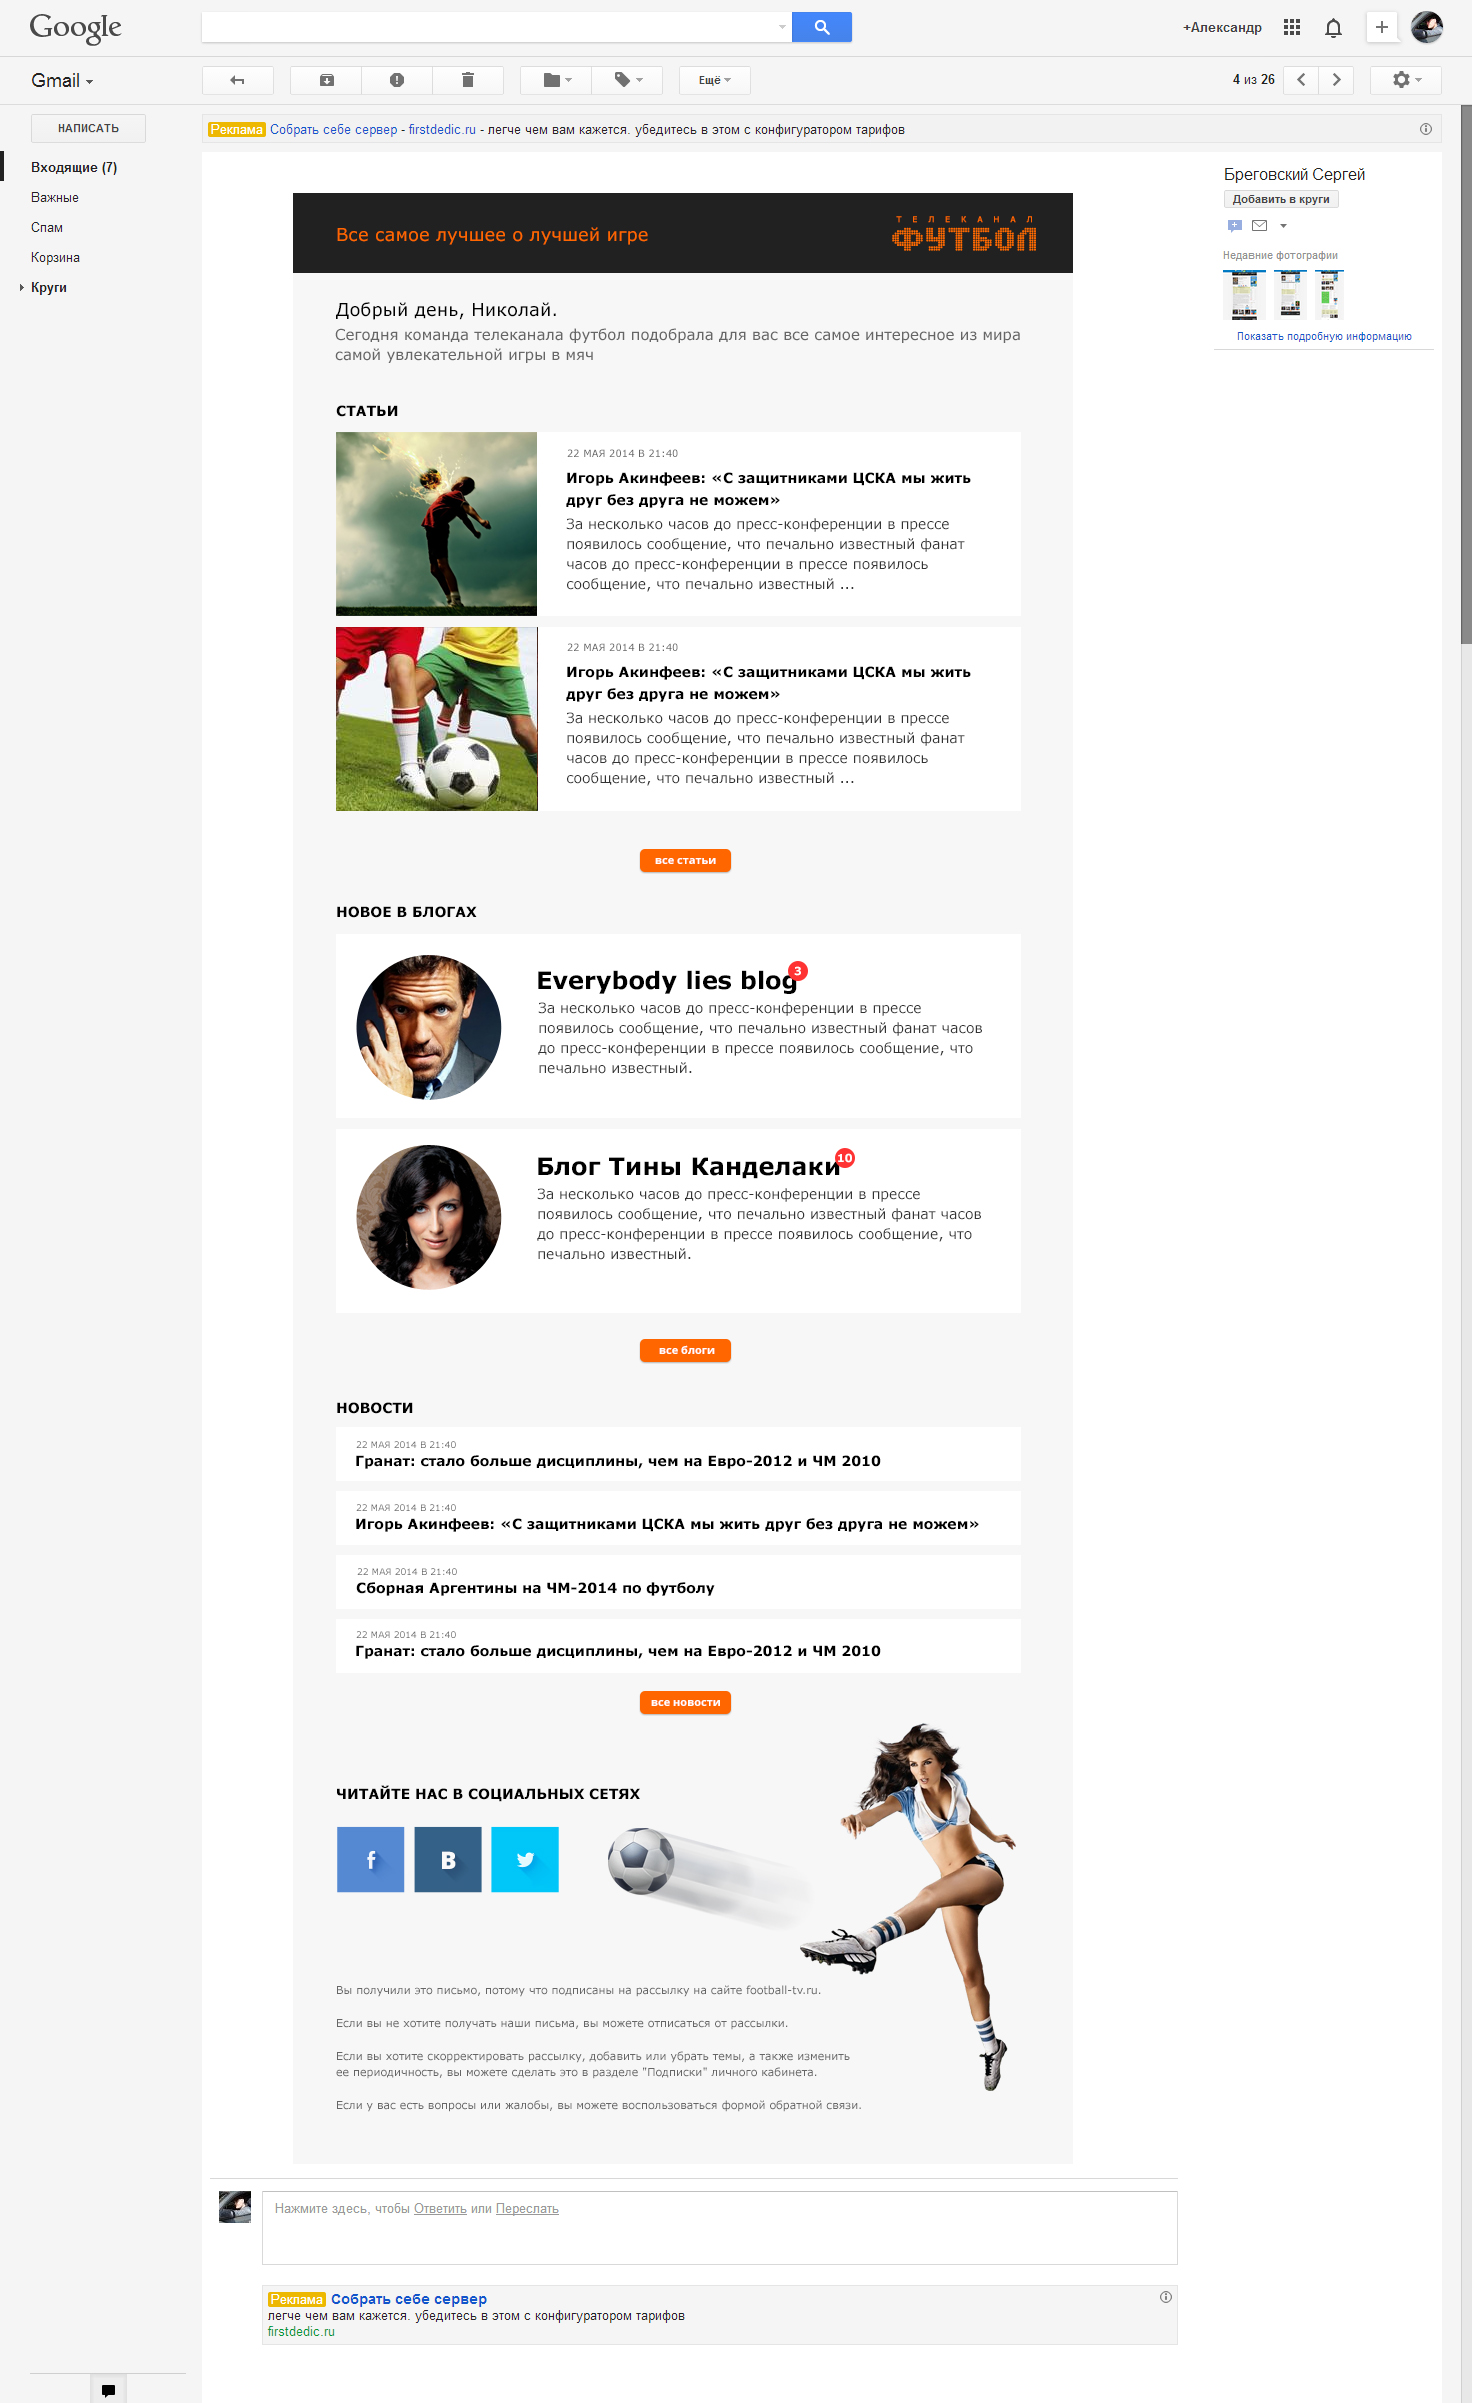 Google
+Александр
Gmail
Ещё
4 из 26
НАПИСАТЬ
Входящие (7)
Важные
Спам
Корзина
Круги
Реклама Собрать себе сервер - firstdedic.ru - легче чем вам кажется. убедитесь в этом с конфигуратором тарифов
Бреговский Сергей
Добавить в круги
Недавние фотографии
Показать подробную информацию
Все самое лучшее о лучшей игре
ТЕЛЕКАНАЛ
ФУТБОЛ
Добрый день, Николай.
Сегодня команда телеканала футбол подобрала для вас все самое интересное из мира
самой увлекательной игры в мяч
СТАТЬИ
22 МАЯ 2014 В 21:40
Игорь Акинфеев: «С защитниками ЦСКА мы жить
друг без друга не можем»
За несколько часов до пресс-конференции в прессе
появилось сообщение, что печально известный фанат
часов до пресс-конференции в прессе появилось
сообщение, что печально известный ...
22 МАЯ 2014 В 21:40
Игорь Акинфеев: «С защитниками ЦСКА мы жить
друг без друга не можем»
За несколько часов до пресс-конференции в прессе
появилось сообщение, что печально известный фанат
часов до пресс-конференции в прессе появилось
сообщение, что печально известный ...
все статьи
НОВОЕ В БЛОГАХ
Everybody lies blog 3
За несколько часов до пресс-конференции в прессе
появилось сообщение, что печально известный фанат часов
до пресс-конференции в прессе появилось сообщение, что
печально известный.
Блог Тины Канделаки 10
За несколько часов до пресс-конференции в прессе
появилось сообщение, что печально известный фанат часов
до пресс-конференции в прессе появилось сообщение, что
печально известный.
все блоги
НОВОСТИ
22 МАЯ 2014 В 21:40
Гранат: стало больше дисциплины, чем на Евро-2012 и ЧМ 2010
22 МАЯ 2014 В 21:40
Игорь Акинфеев: «С защитниками ЦСКА мы жить друг без друга не можем»
22 МАЯ 2014 В 21:40
Сборная Аргентины на ЧМ-2014 по футболу
22 МАЯ 2014 В 21:40
Гранат: стало больше дисциплины, чем на Евро-2012 и ЧМ 2010
все новости
ЧИТАЙТЕ НАС В СОЦИАЛЬНЫХ СЕТЯХ
f
В
Вы получили это письмо, потому что подписаны на рассылку на сайте football-tv.ru.
Если вы не хотите получать наши письма, вы можете отписаться от рассылки.
Если вы хотите скорректировать рассылку, добавить или убрать темы, а также изменить
ее периодичность, вы можете сделать это в разделе "Подписки" личного кабинета.
Если у вас есть вопросы или жалобы, вы можете воспользоваться формой обратной связи.
Нажмите здесь, чтобы Ответить или Переслать
Реклама Собрать себе сервер
легче чем вам кажется. убедитесь в этом с конфигуратором тарифов
firstdedic.ru